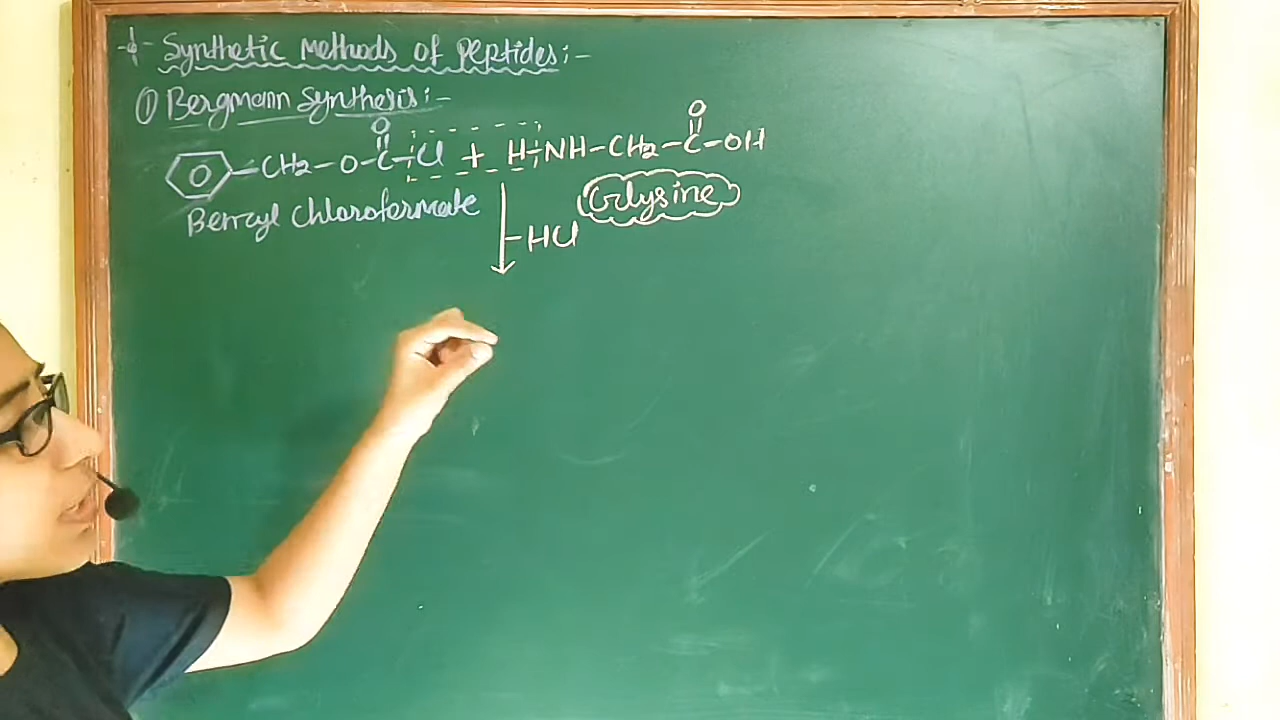 Synthetic Methods of Peptides:-
① Bergmann Synthesis:-
O O
CH2-O-C-Cl + H-NH-CH2-C-OH
Benzyl chloroformate Glysine
-HCl